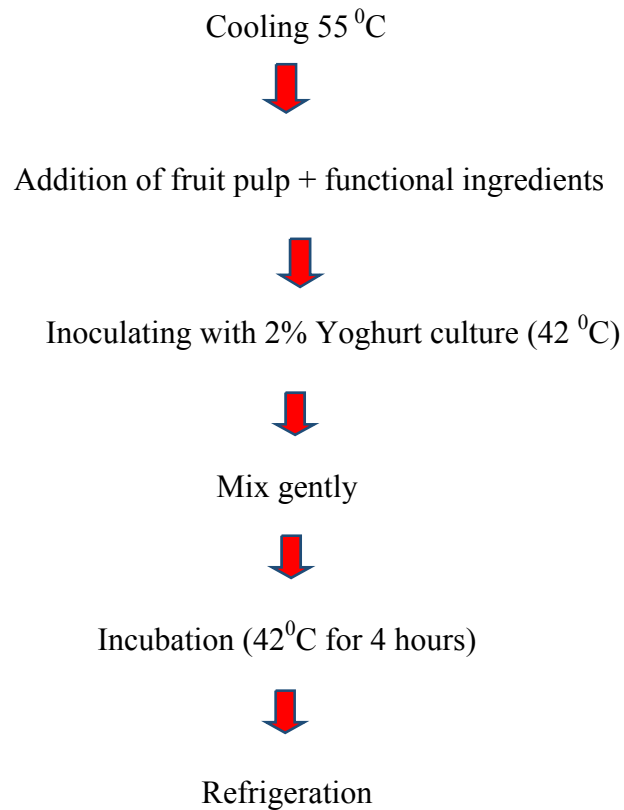 Cooling 55 ⁰C
Addition of fruit pulp + functional ingredients
Inoculating with 2% Yoghurt culture (42 ⁰C)
Mix gently
Incubation (42⁰C for 4 hours)
Refrigeration